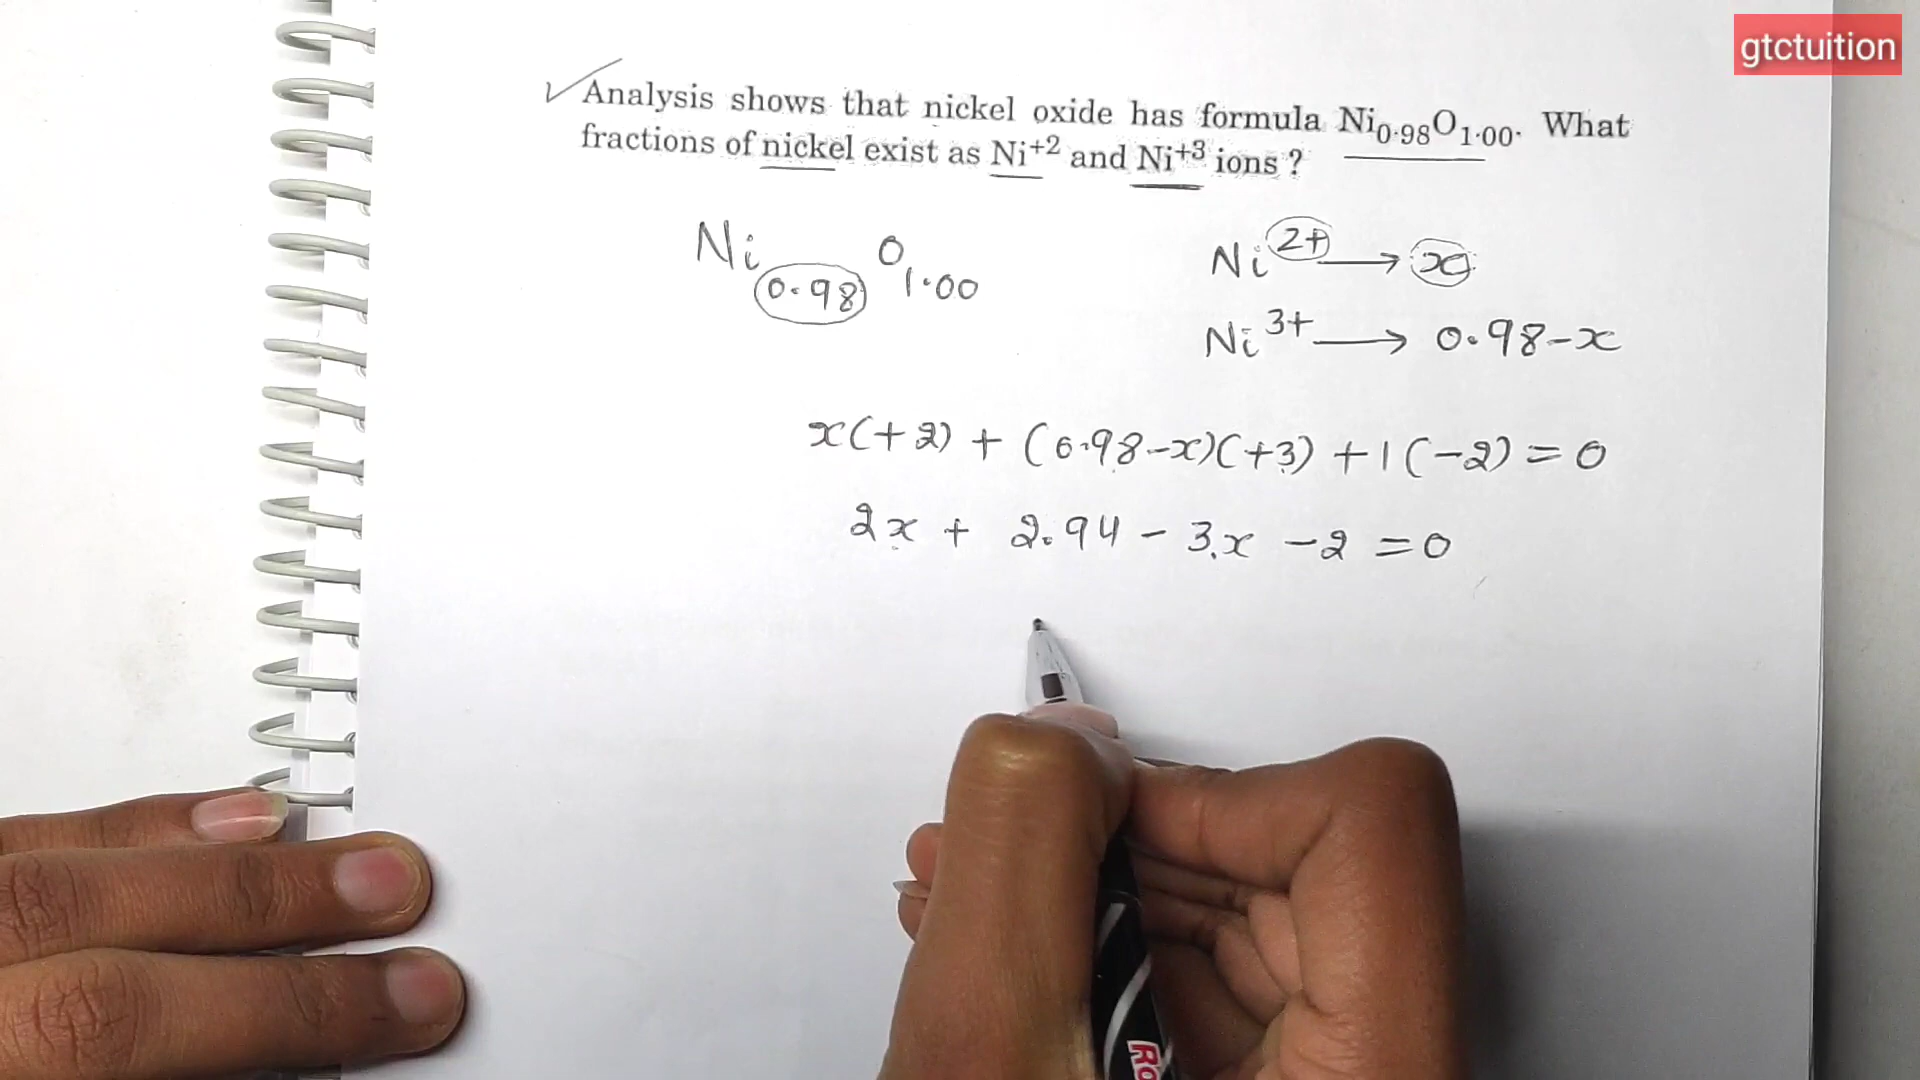 gtctuition
Analysis shows that nickel oxide has formula Ni0·98O1·00. What
fractions of nickel exist as Ni+2 and Ni+3 ions ?
Ni0.98 O1.00
Ni2+ → x
Ni3+ → 0.98-x
x(+2) + (0.98-x)(+3) + 1(-2) = 0
2x + 2.94 - 3x - 2 = 0
Ro